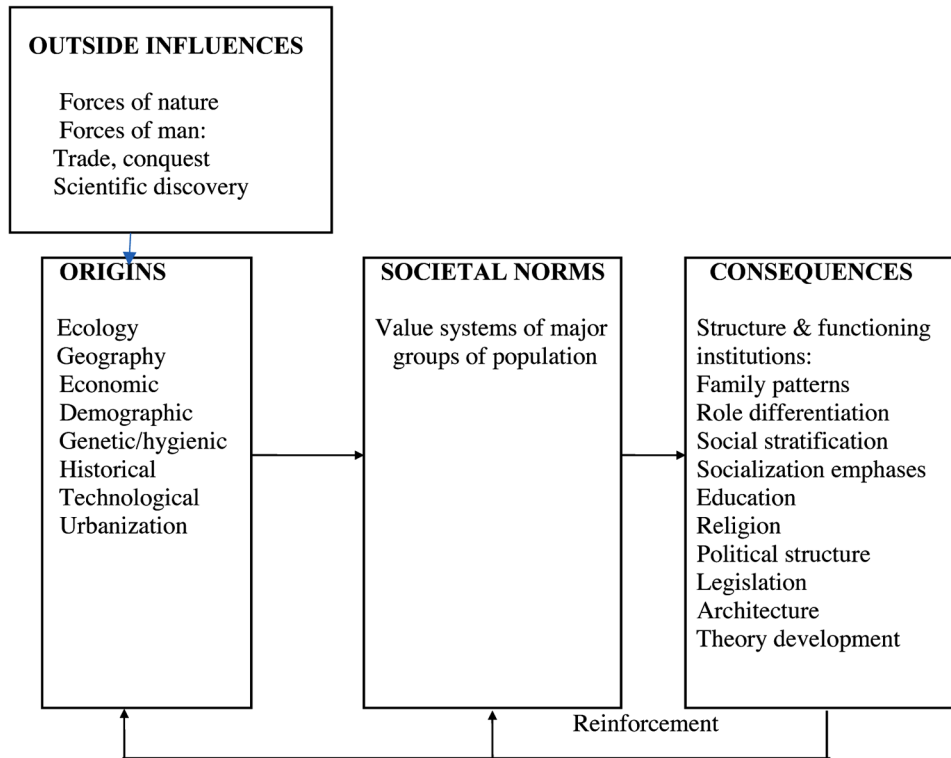 OUTSIDE INFLUENCES
Forces of nature
Forces of man:
Trade, conquest
Scientific discovery
ORIGINS
Ecology
Geography
Economic
Demographic
Genetic/hygienic
Historical
Technological
Urbanization
SOCIETAL NORMS
Value systems of major
groups of population
CONSEQUENCES
Structure & functioning
institutions:
Family patterns
Role differentiation
Social stratification
Socialization emphases
Education
Religion
Political structure
Legislation
Architecture
Theory development
Reinforcement